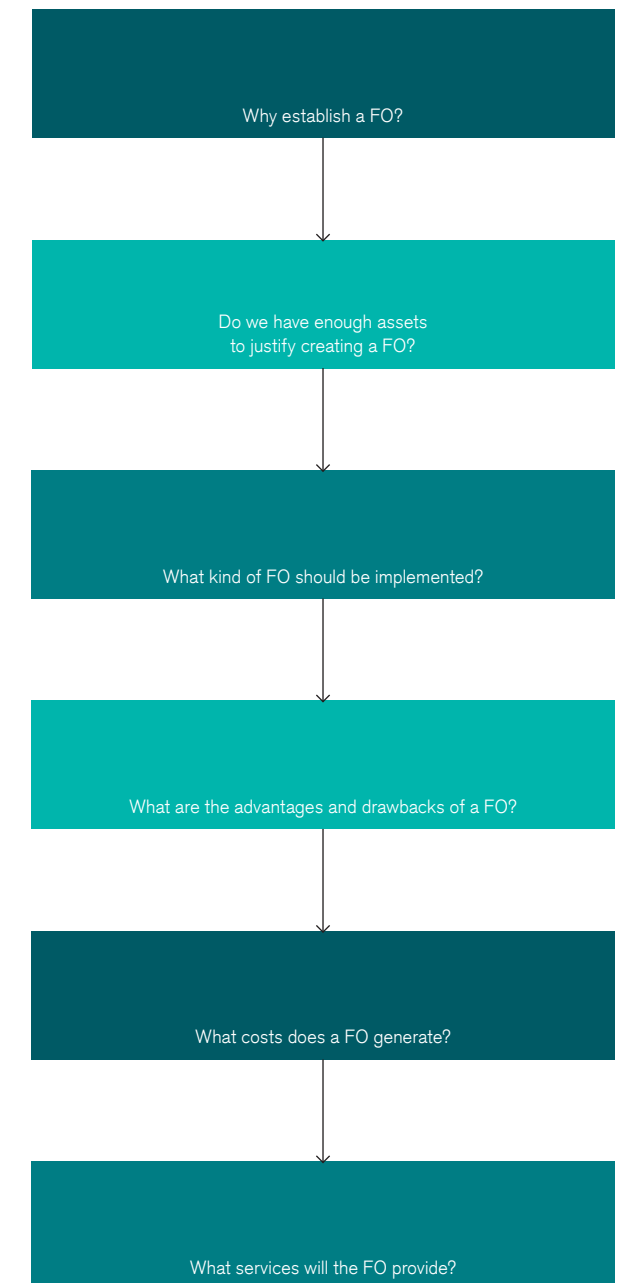 Why establish a FO?
Do we have enough assets
to justify creating a FO?
What kind of FO should be implemented?
What are the advantages and drawbacks of a FO?
What costs does a FO generate?
What services will the FO provide?